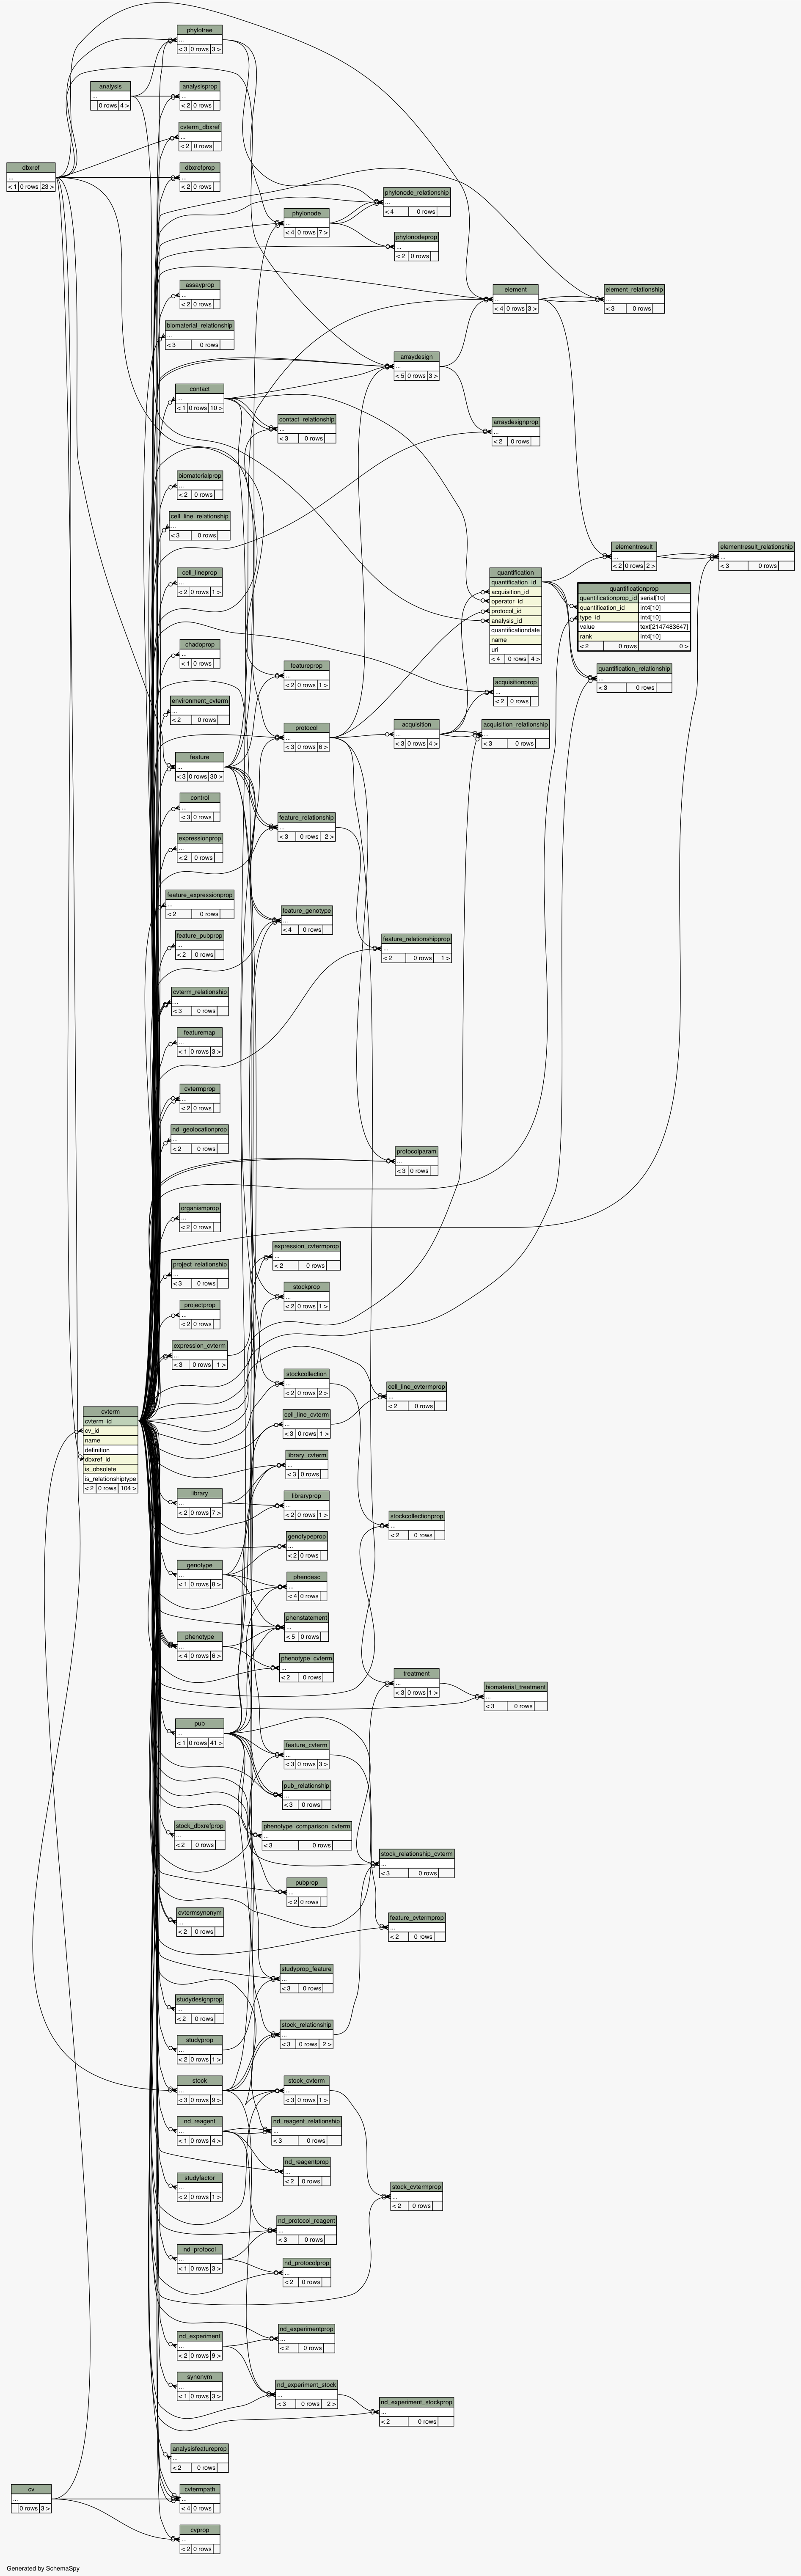 phylotree
...
< 3 0 rows 3 >
analysis
...
0 rows 4 >
analysisprop
...
< 2 0 rows
cvterm_dbxref
...
< 2 0 rows
dbxref
...
< 1 0 rows 23 >
dbxrefprop
...
< 2 0 rows
phylonode_relationship
...
< 4 0 rows
phylonode
...
< 4 0 rows 7 >
phylonodeprop
...
< 2 0 rows
assayprop
...
< 2 0 rows
element
...
< 4 0 rows 3 >
element_relationship
...
< 3 0 rows
biomaterial_relationship
...
< 3 0 rows
arraydesign
...
< 5 0 rows 3 >
contact
...
< 1 0 rows 10 >
contact_relationship
...
< 3 0 rows
arraydesignprop
...
< 2 0 rows
biomaterialprop
...
< 2 0 rows
cell_line_relationship
...
< 3 0 rows
elementresult
...
< 2 0 rows 2 >
elementresult_relationship
...
< 3 0 rows
cell_lineprop
...
< 2 0 rows 1 >
quantification
quantification_id
acquisition_id
operator_id
protocol_id
analysis_id
quantificationdate
name
uri
< 4 0 rows 4 >
quantificationprop
quantificationprop_id serial[10]
quantification_id int4[10]
type_id int4[10]
value text[2147483647]
rank int4[10]
< 2 0 rows 0 >
chadoprop
...
< 1 0 rows
featureprop
...
< 2 0 rows 1 >
quantification_relationship
...
< 3 0 rows
acquisitionprop
...
< 2 0 rows
environment_cvterm
...
< 2 0 rows
protocol
...
< 3 0 rows 6 >
acquisition
...
< 3 0 rows 4 >
acquisition_relationship
...
< 3 0 rows
feature
...
< 3 0 rows 30 >
control
...
< 3 0 rows
feature_relationship
...
< 3 0 rows 2 >
expressionprop
...
< 2 0 rows
feature_expressionprop
...
< 2 0 rows
feature_genotype
...
< 4 0 rows
feature_pubprop
...
< 2 0 rows
feature_relationshipprop
...
< 2 0 rows 1 >
cvterm_relationship
...
< 3 0 rows
featuremap
...
< 1 0 rows 3 >
cvtermprop
...
< 2 0 rows
nd_geolocationprop
...
< 2 0 rows
protocolparam
...
< 3 0 rows
organismprop
...
< 2 0 rows
expression_cvtermprop
...
< 2 0 rows
project_relationship
...
< 3 0 rows
stockprop
...
< 2 0 rows 1 >
projectprop
...
< 2 0 rows
expression_cvterm
...
< 3 0 rows 1 >
stockcollection
...
< 2 0 rows 2 >
cell_line_cvtermprop
...
< 2 0 rows
cvterm
cvterm_id
cv_id
name
definition
dbxref_id
is_obsolete
is_relationshiptype
< 2 0 rows 104 >
cell_line_cvterm
...
< 3 0 rows 1 >
library_cvterm
...
< 3 0 rows
library
...
< 2 0 rows 7 >
libraryprop
...
< 2 0 rows 1 >
stockcollectionprop
...
< 2 0 rows
genotypeprop
...
< 2 0 rows
genotype
...
< 1 0 rows 8 >
phendesc
...
< 4 0 rows
phenstatement
...
< 5 0 rows
phenotype
...
< 4 0 rows 6 >
phenotype_cvterm
...
< 2 0 rows
treatment
...
< 3 0 rows 1 >
biomaterial_treatment
...
< 3 0 rows
pub
...
< 1 0 rows 41 >
feature_cvterm
...
< 3 0 rows 3 >
pub_relationship
...
< 3 0 rows
stock_dbxrefprop
...
< 2 0 rows
phenotype_comparison_cvterm
...
< 3 0 rows
stock_relationship_cvterm
...
< 3 0 rows
pubprop
...
< 2 0 rows
cvtermsynonym
...
< 2 0 rows
feature_cvtermprop
...
< 2 0 rows
studyprop_feature
...
< 3 0 rows
studydesignprop
...
< 2 0 rows
stock_relationship
...
< 3 0 rows 2 >
studyprop
...
< 2 0 rows 1 >
stock
...
< 3 0 rows 9 >
stock_cvterm
...
< 3 0 rows 1 >
nd_reagent
...
< 1 0 rows 4 >
nd_reagent_relationship
...
< 3 0 rows
nd_reagentprop
...
< 2 0 rows
studyfactor
...
< 2 0 rows 1 >
stock_cvtermprop
...
< 2 0 rows
nd_protocol_reagent
...
< 3 0 rows
nd_protocol
...
< 1 0 rows 3 >
nd_protocolprop
...
< 2 0 rows
nd_experimentprop
...
< 2 0 rows
nd_experiment
...
< 2 0 rows 9 >
synonym
...
< 1 0 rows 3 >
nd_experiment_stock
...
< 3 0 rows 2 >
nd_experiment_stockprop
...
< 2 0 rows
analysisfeatureprop
...
< 2 0 rows
cv
...
0 rows 3 >
cvtermpath
...
< 4 0 rows
cvprop
...
< 2 0 rows
Generated by SchemaSpy